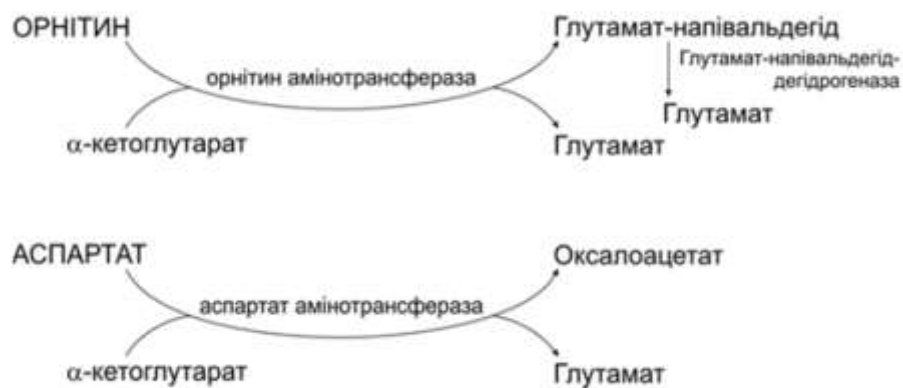 ОРНІТИН
Глутамат-напівальдегід
орнітин амінотрансфераза
Глутамат-напівальдегід-
дегідрогеназа
Глутамат
α-кетоглутарат
Глутамат
АСПАРТАТ
Оксалоацетат
аспартат амінотрансфераза
α-кетоглутарат
Глутамат